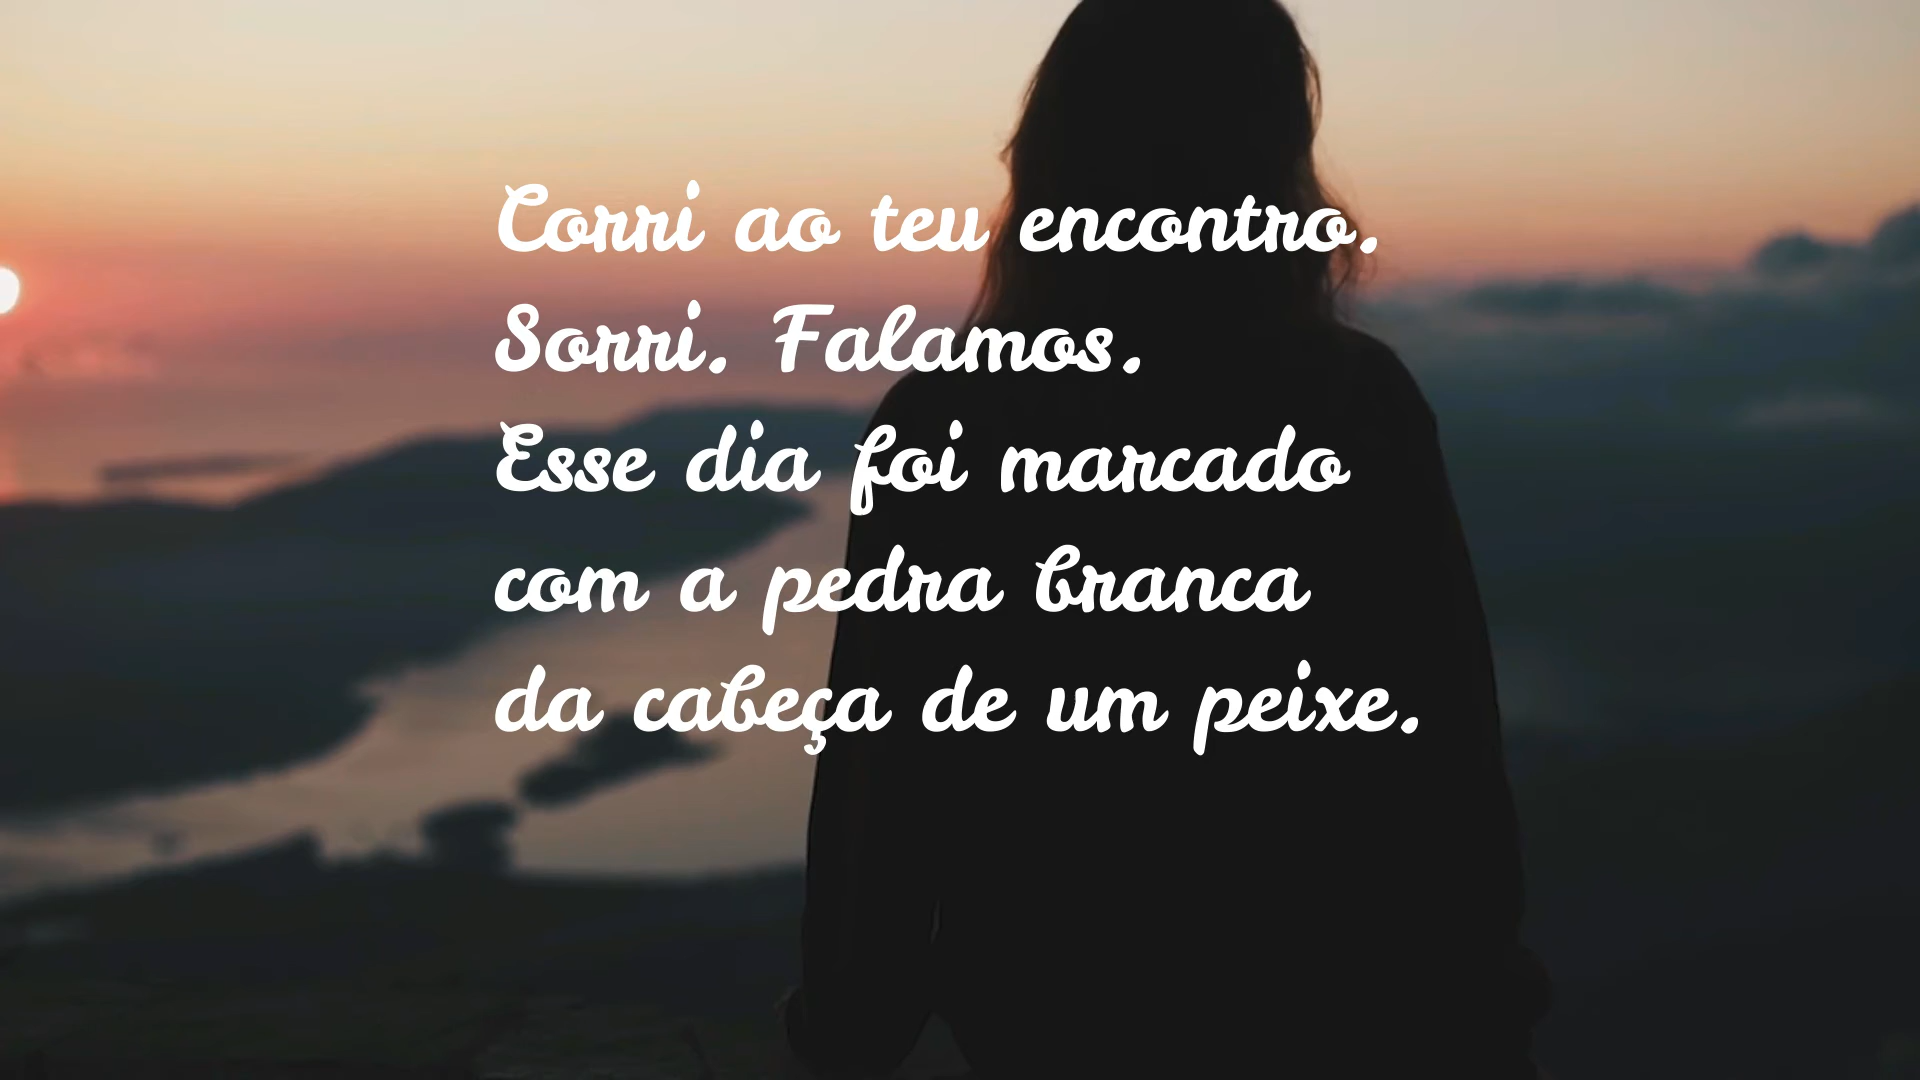 Corri ao teu encontro.
Sorri. Falamos.
Esse dia foi marcado
com a pedra branca
da cabeça de um peixe.